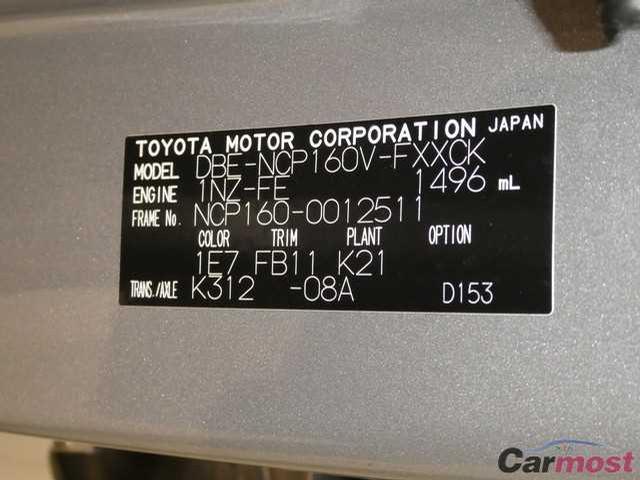 TOYOTA MOTOR CORPORATION JAPAN
MODEL DBE-NCP160V-FXXCK
ENGINE 1NZ-FE 1496 mL
FRAME No. NCP160-0012511
COLOR TRIM PLANT OPTION
1E7 FB11 K21
TRANS./AXLE K312 -08A D153
Carmost